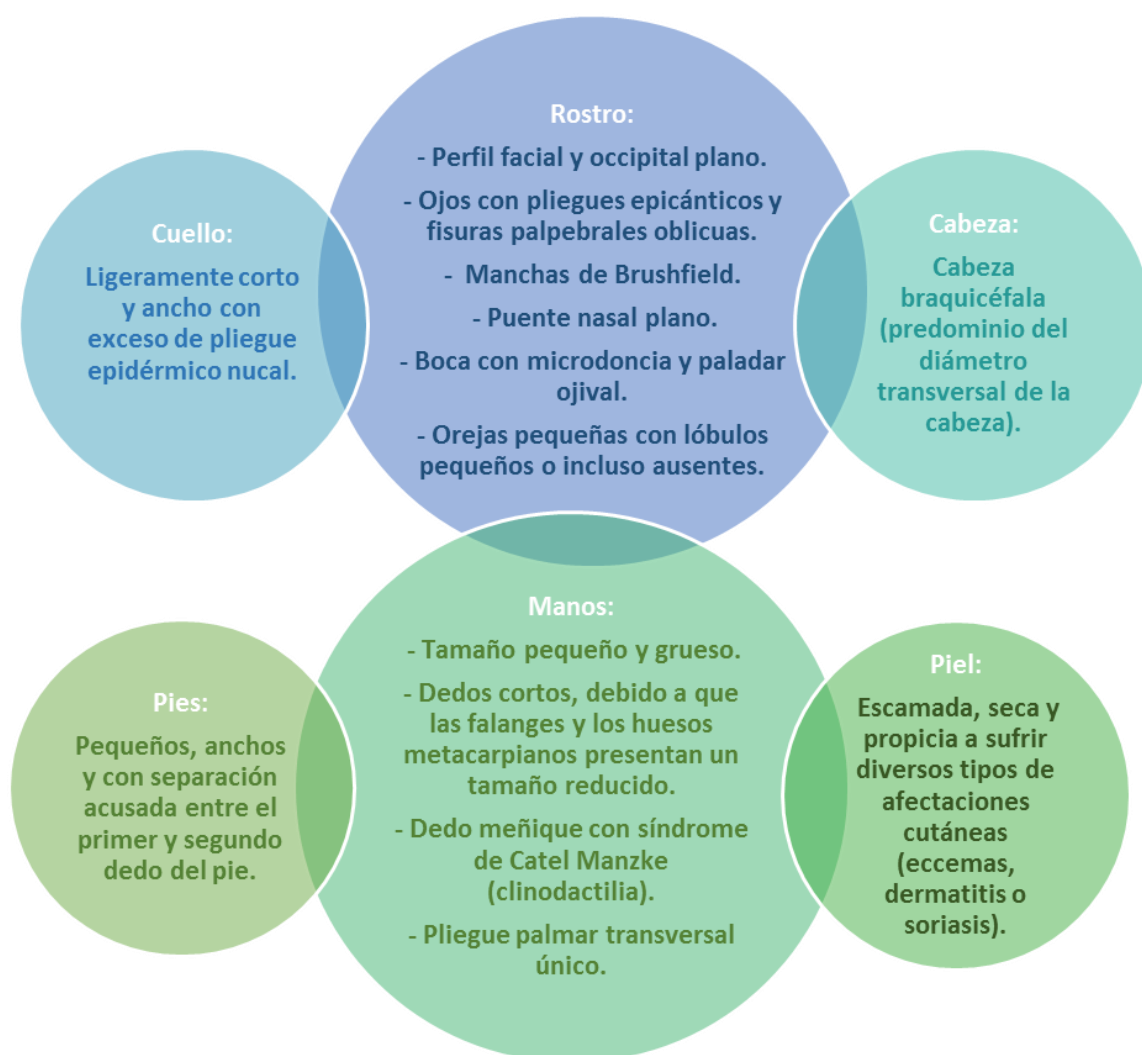 Rostro:
- Perfil facial y occipital plano.
- Ojos con pliegues epicánticos y
fisuras palpebrales oblicuas.
- Manchas de Brushfield.
- Puente nasal plano.
- Boca con microdoncia y paladar
ojival.
- Orejas pequeñas con lóbulos
pequeños o incluso ausentes.
Cuello:
Ligeramente corto
y ancho con
exceso de pliegue
epidérmico nucal.
Cabeza:
Cabeza
braquicéfala
(predominio del
diámetro
transversal de la
cabeza).
Manos:
- Tamaño pequeño y grueso.
- Dedos cortos, debido a que
las falanges y los huesos
metacarpianos presentan un
tamaño reducido.
- Dedo meñique con síndrome
de Catel Manzke
(clinodactilia).
- Pliegue palmar transversal
único.
Pies:
Pequeños, anchos
y con separación
acusada entre el
primer y segundo
dedo del pie.
Piel:
Escamada, seca y
propicia a sufrir
diversos tipos de
afectaciones
cutáneas
(eccemas,
dermatitis o
soriasis).